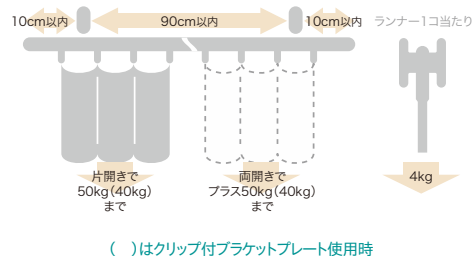 10cm以内
90cm以内
10cm以内
ランナー1コ当たり
片開きで
50kg（40kg）
まで
両開きで
プラス50kg（40kg）
まで
4kg
（　）はクリップ付ブラケットプレート使用時